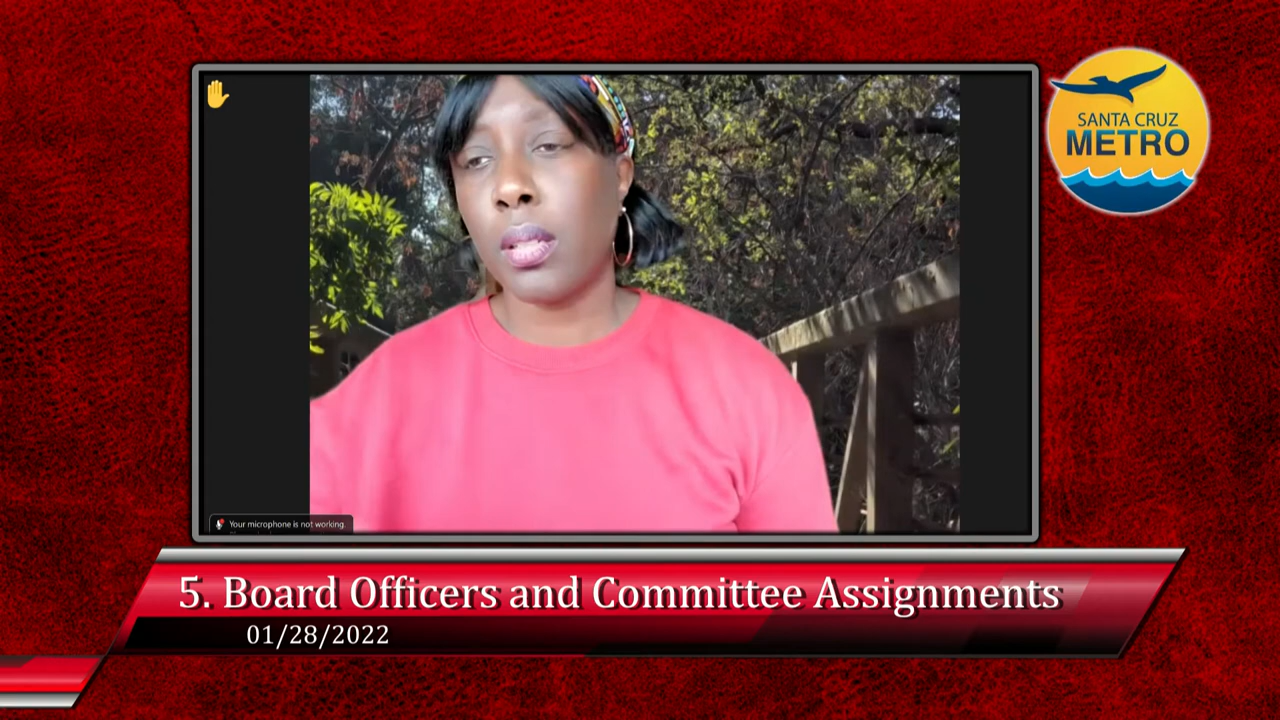 SANTA CRUZ
METRO
Your microphone is not working.
5. Board Officers and Committee Assignments
01/28/2022